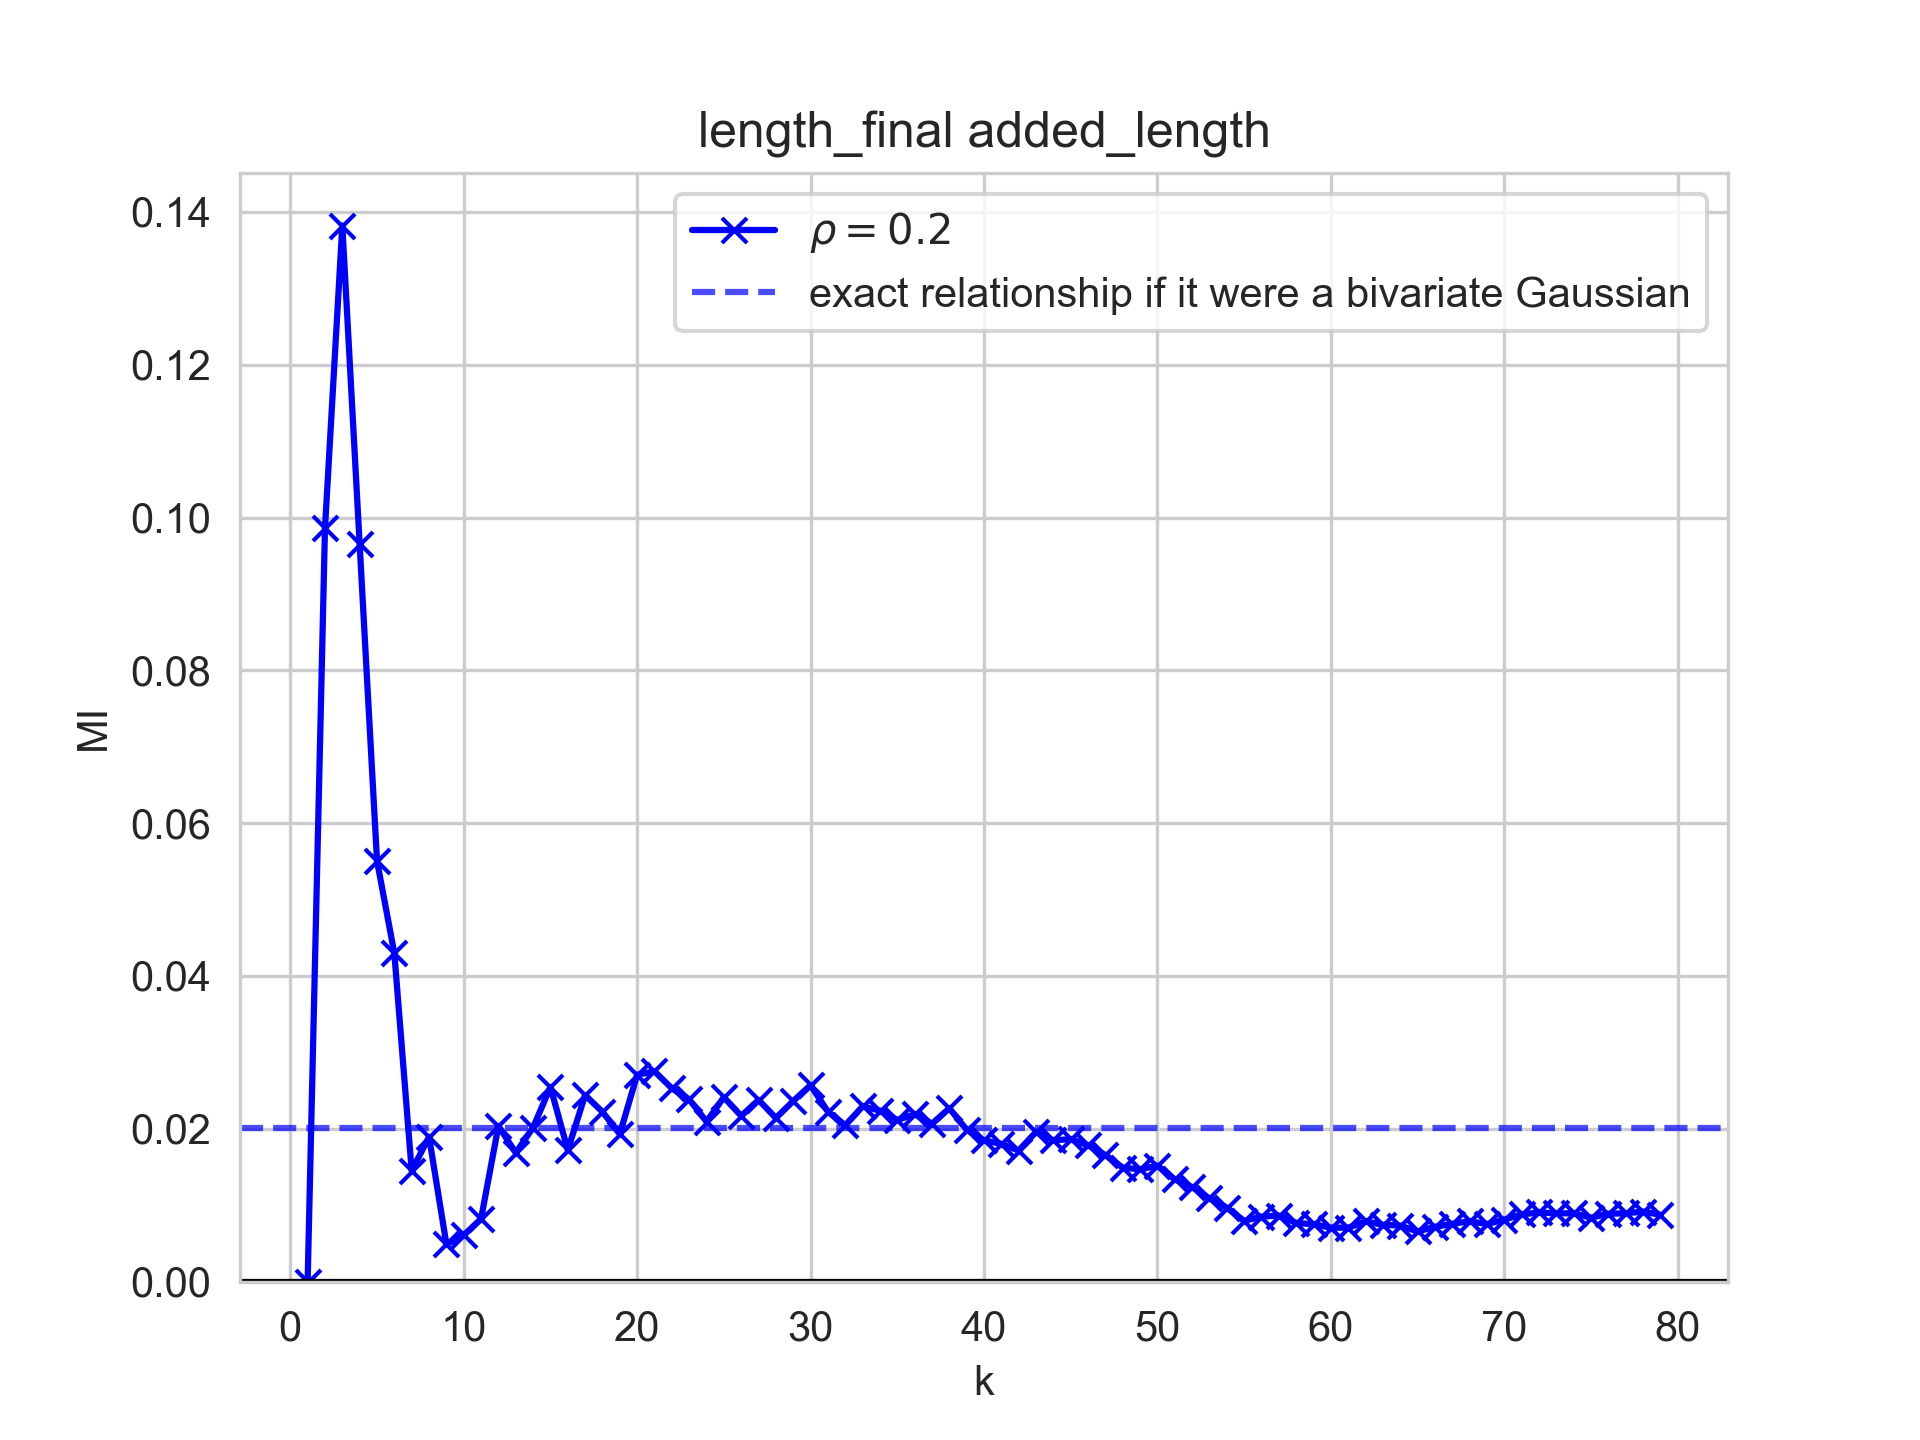 length_final added_length
ρ = 0.2
exact relationship if it were a bivariate Gaussian
MI
0.14
0.12
0.10
0.08
0.06
0.04
0.02
0.00
0 10 20 30 40 50 60 70 80
k